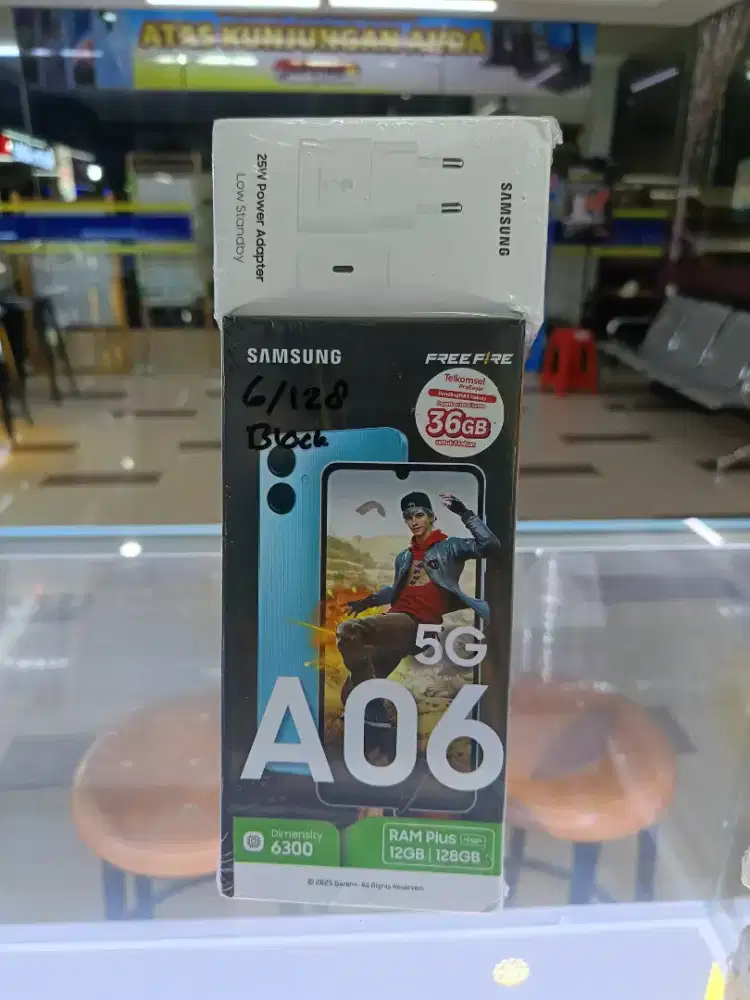 ATAS KUNJUNGAN ANDA
25W Power Adapter
Low Standby
SAMSUNG
SAMSUNG
FREE FIRE
6/128
Black
Telkomsel
PraBayar
36GB
5G
A06
Dimensity
6300
RAM Plus
12GB | 128GB
© 2025 Garena. All Rights Reserved.